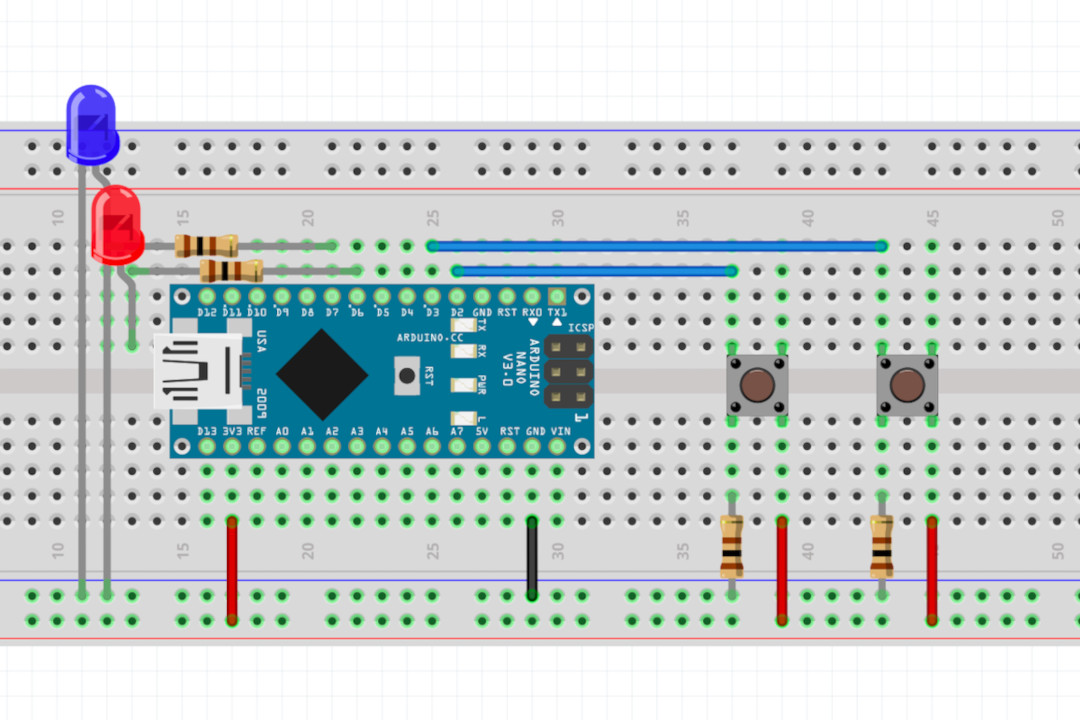 10 15 20 25 30 35 40 45 50
D12 D11 D10 D9 D8 D7 D6 D5 D4 D3 D2 GND RST RX0 TX1
USA
2009
ARDUINO.CC
RST
TX
RX
PWR
L
ARDUINO
NANO
V3.0
ICSP
1
D13 3V3 REF A0 A1 A2 A3 A4 A5 A6 A7 5V RST GND VIN
10 15 20 25 30 35 40 45 50